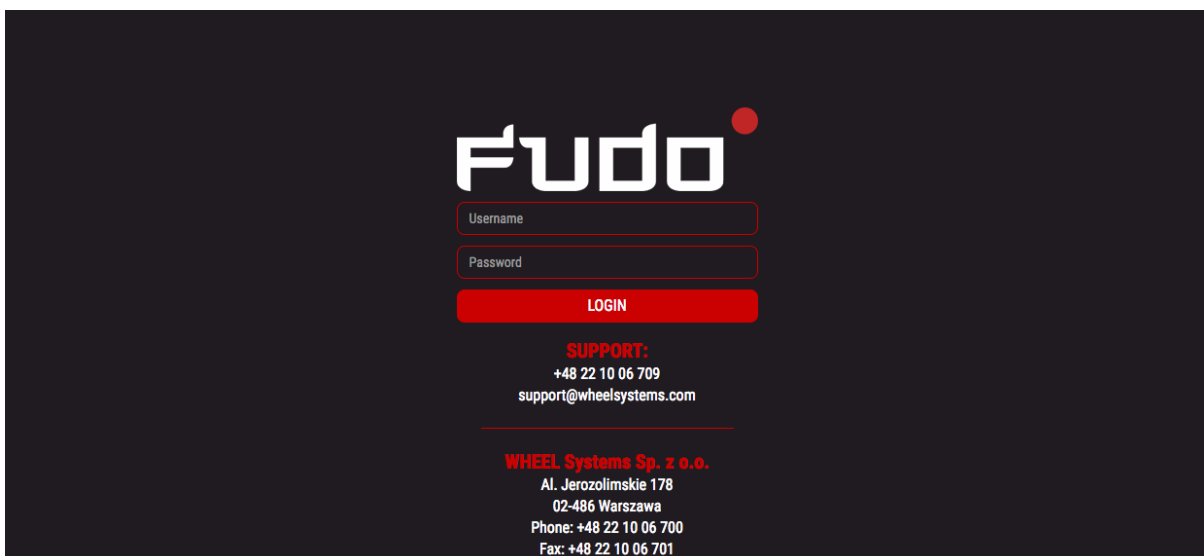 FUDO
Username
Password
LOGIN
SUPPORT:
+48 22 10 06 709
support@wheelsystems.com
WHEEL Systems Sp. z o.o.
Al. Jerozolimskie 178
02-486 Warszawa
Phone: +48 22 10 06 700
Fax: +48 22 10 06 701